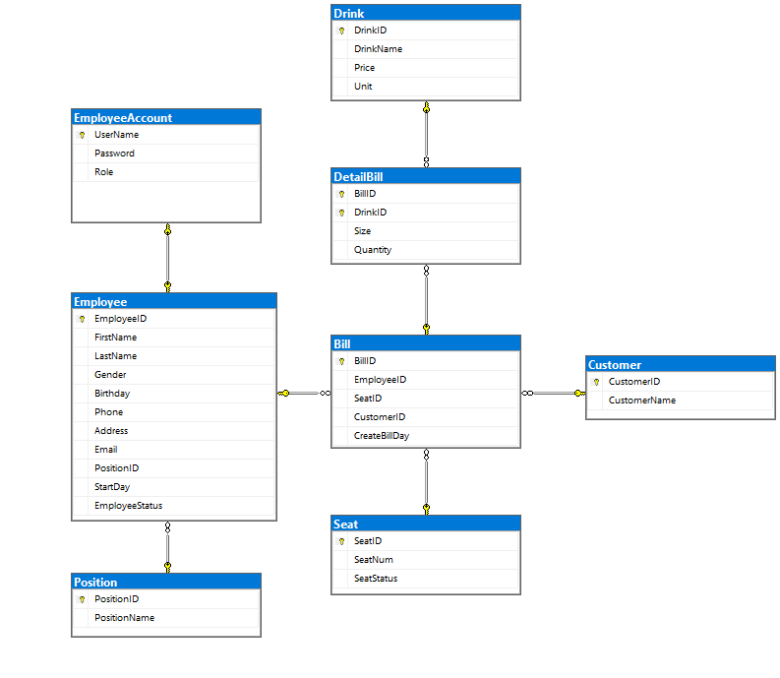 Drink
DrinkID
DrinkName
Price
Unit
EmployeeAccount
UserName
Password
Role
DetailBill
BillID
DrinkID
Size
Quantity
Employee
EmployeeID
FirstName
LastName
Gender
Birthday
Phone
Address
Email
PositionID
StartDay
EmployeeStatus
Bill
BillID
EmployeeID
SeatID
CustomerID
CreateBillDay
Customer
CustomerID
CustomerName
Seat
SeatID
SeatNum
SeatStatus
Position
PositionID
PositionName